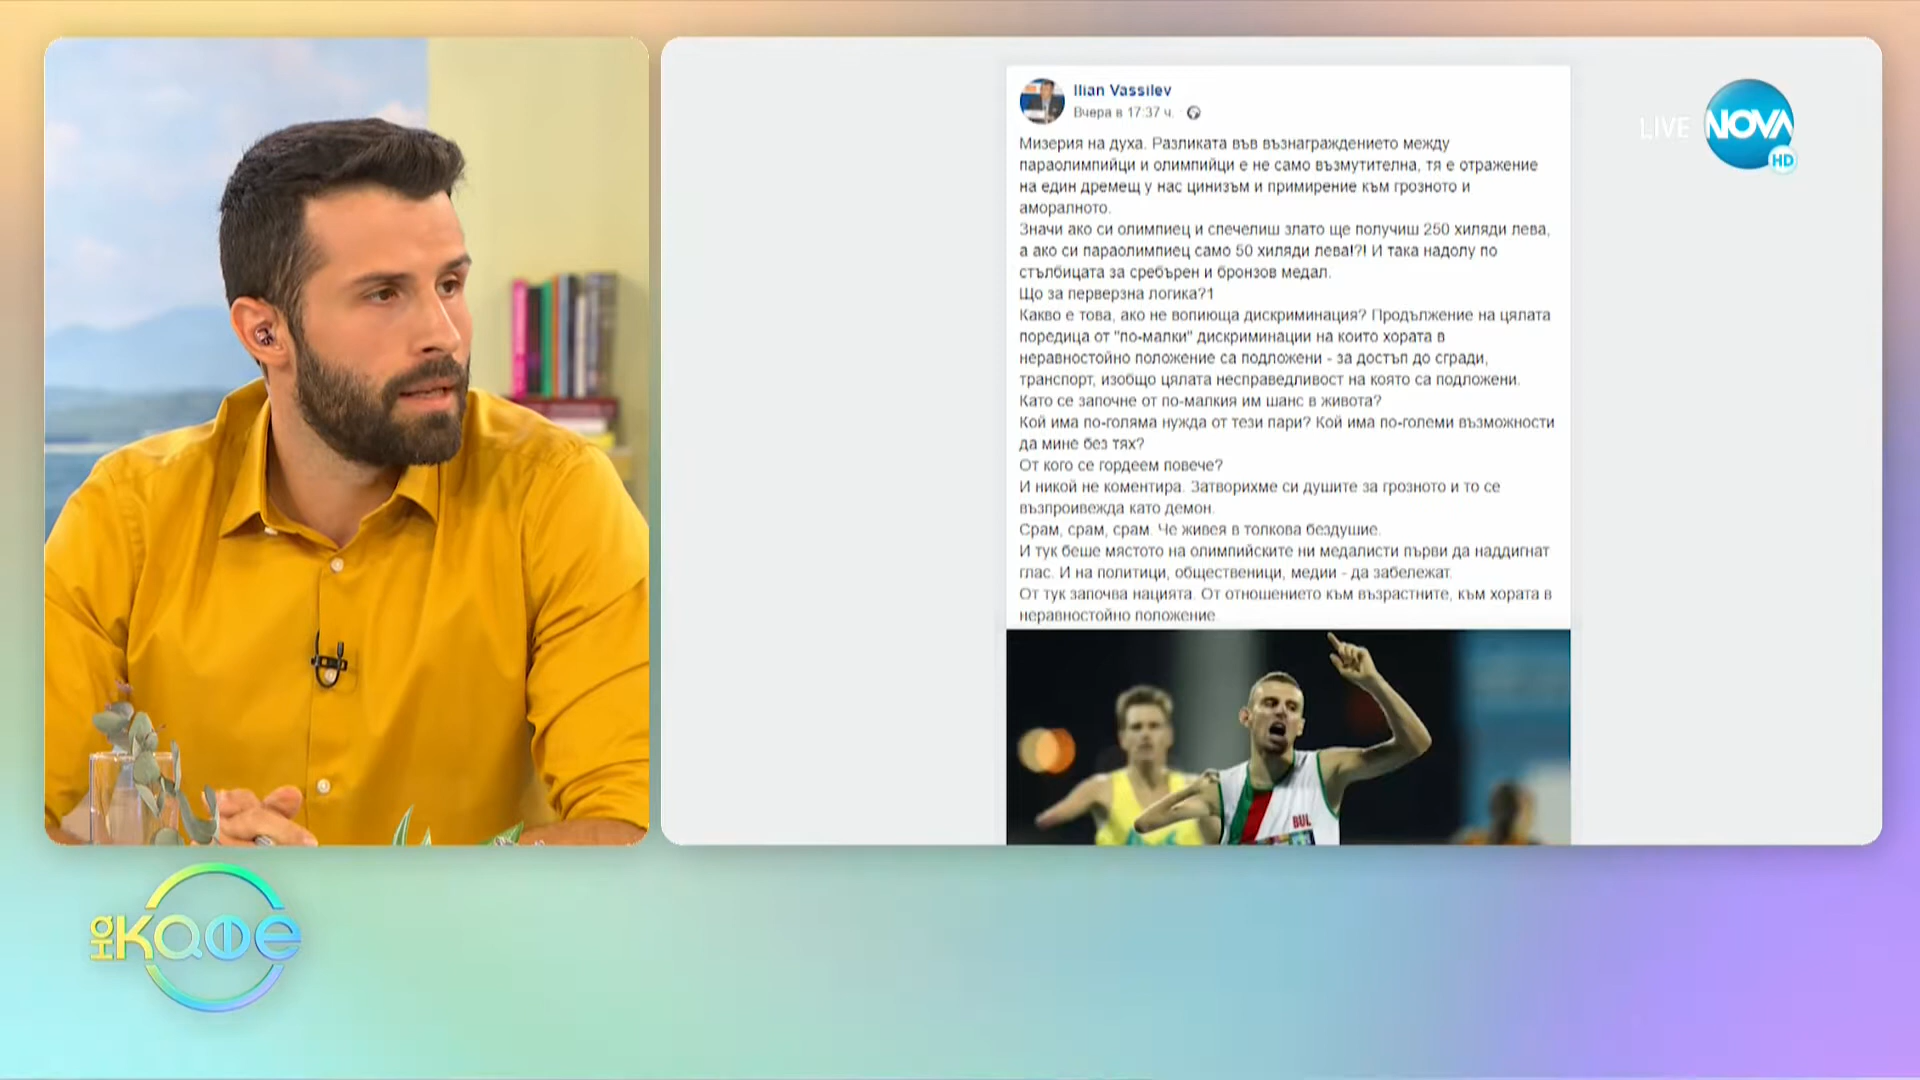 Ilian Vassilev
Вчера в 17:37 ч.
Мизерия на духа. Разликата във възнаграждението между
параолимпийци и олимпийци е не само възмутителна, тя е отражение
на един дремещ у нас цинизъм и примирение към грозното и
аморалното.
Значи ако си олимпиец и спечелиш злато ще получиш 250 хиляди лева,
а ако си параолимпиец само 50 хиляди лева!?! И така надолу по
стълбицата за сребърен и бронзов медал.
Що за перверзна логика?1
Какво е това, ако не вопиюща дискриминация? Продължение на цялата
поредица от "по-малки" дискриминации на които хората в
неравностойно положение са подложени - за достъп до сгради,
транспорт, изобщо цялата несправедливост на която са подложени.
Като се започне от по-малкия им шанс в живота?
Кой има по-голяма нужда от тези пари? Кой има по-големи възможности
да мине без тях?
От кого се гордеем повече?
И никой не коментира. Затворихме си душите за грозното и то се
възпроивежда като демон.
Срам, срам, срам. Че живея в толкова бездушие.
И тук беше мястото на олимпийските ни медалисти първи да наддигнат
глас. И на политици, общественици, медии - да забележат.
От тук започва нацията. От отношението към възрастните, към хората в
неравностойно положение.
LIVE NOVA
HD
BUL
на кафе